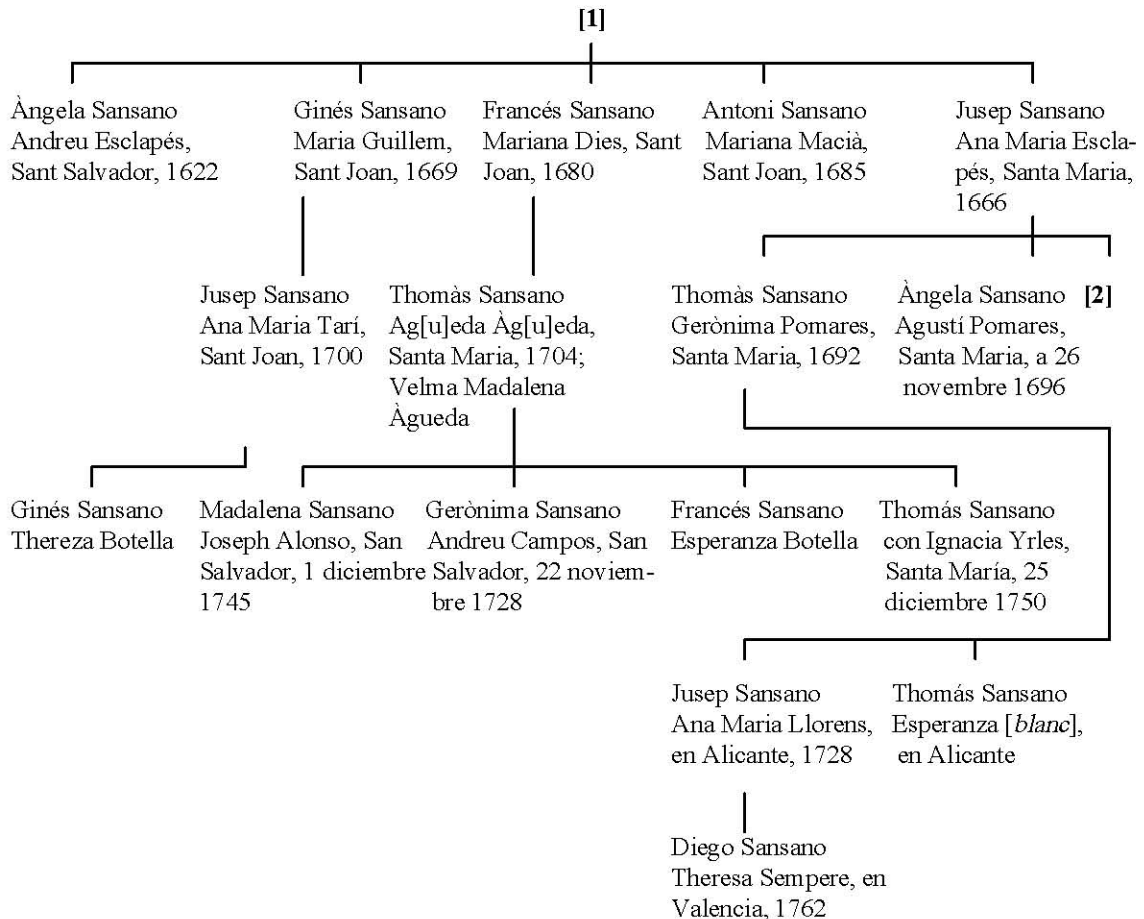 [1]
Àngela Sansano
Andreu Esclapés,
Sant Salvador, 1622
Ginés Sansano
Maria Guillem,
Sant Joan, 1669
Francés Sansano
Mariana Dies, Sant
Joan, 1680
Antoni Sansano
Mariana Macià,
Sant Joan, 1685
Jusep Sansano
Ana Maria Escla-
pés, Santa Maria,
1666
Jusep Sansano
Ana Maria Tarí,
Sant Joan, 1700
Thomàs Sansano
Ag[u]eda Àg[u]eda,
Santa Maria, 1704;
Velma Madalena
Àgueda
Thomàs Sansano
Gerònima Pomares,
Santa Maria, 1692
Àngela Sansano
Agustí Pomares,
Santa Maria, a 26
novembre 1696
[2]
Ginés Sansano
Thereza Botella
Madalena Sansano
Joseph Alonso, San
Salvador, 1 diciembre
1745
Gerònima Sansano
Andreu Campos, San
Salvador, 22 noviem-
bre 1728
Francés Sansano
Esperanza Botella
Thomás Sansano
con Ignacia Yrles,
Santa María, 25
diciembre 1750
Jusep Sansano
Ana Maria Llorens,
en Alicante, 1728
Thomás Sansano
Esperanza [blanc],
en Alicante
Diego Sansano
Theresa Sempere, en
Valencia, 1762